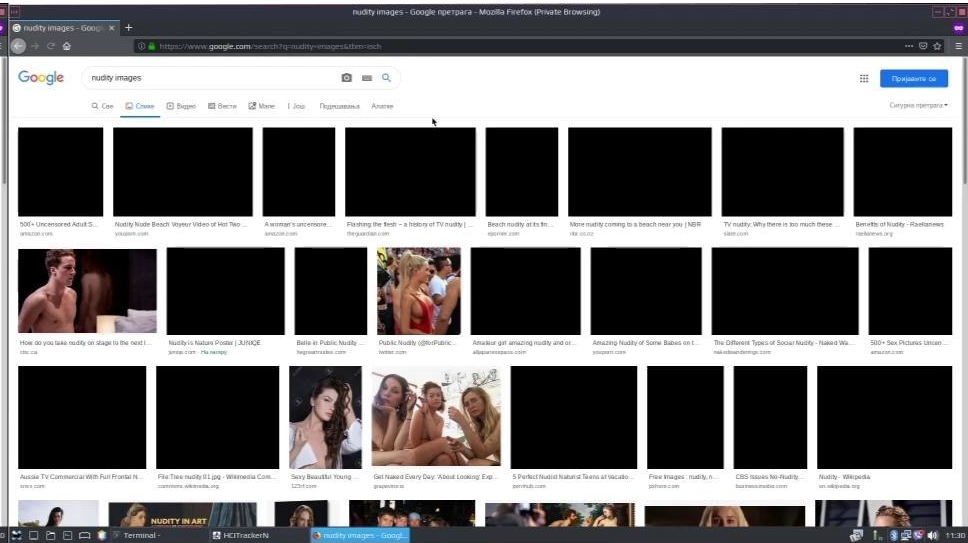 nudity images - Google претрага - Mozilla Firefox (Private Browsing)
nudity images - Googl
https://www.google.com/search?q=nudity+images&tbm=isch
Google
nudity images
Пријавите се
Све Слике Видео Вести Мапе Још Подешавања Алатке
Сигурна претрага
500+ Uncensored Adult S...
amazon.com
Nudity Nude Beach Voyeur Video of Hot Two ...
youporn.com
A woman's uncensore...
amazon.com
Flashing the flesh – a history of TV nudity | ...
theguardian.com
Beach nudity at its fin...
eporner.com
More nudity coming to a beach near you | NBR
TV nudity: Why there is too much these ...
slate.com
Benefits of Nudity - Raelianews
raelianews.org
How do you take nudity on stage to the next l...
cbc.ca
Nudity is Nature Poster | JUNIQE
juniqe.com - На лагеру
Belle in Public Nudity ...
hegreartnudes.com
Public Nudity (@forPublic...
twitter.com
Amateur girl amazing nudity and or...
alljapanesepass.com
Amazing Nudity of Some Babes on t...
youporn.com
The Different Types of Social Nudity - Naked Wa...
nakedwanderings.com
500+ Sex Pictures Uncen...
amazon.com
Aussie TV Commercial With Full Frontal N...
File:Tree nudity 01.jpg - Wikimedia Com...
commons.wikimedia.org
Sexy Beautiful Young ...
123rf.com
Get Naked Every Day: 'About Looking' Exp...
grapevine.is
5 Perfect Nudist Natural Teens at Vacatio...
pornhub.com
Free Images : nudity, n...
pxhere.com
CBS Issues No-Nudity...
businessinsider.com
Nudity - Wikipedia
en.wikipedia.org
NUDITY IN ART
Terminal -
HCITrackerN
nudity images - Googl...
11:30